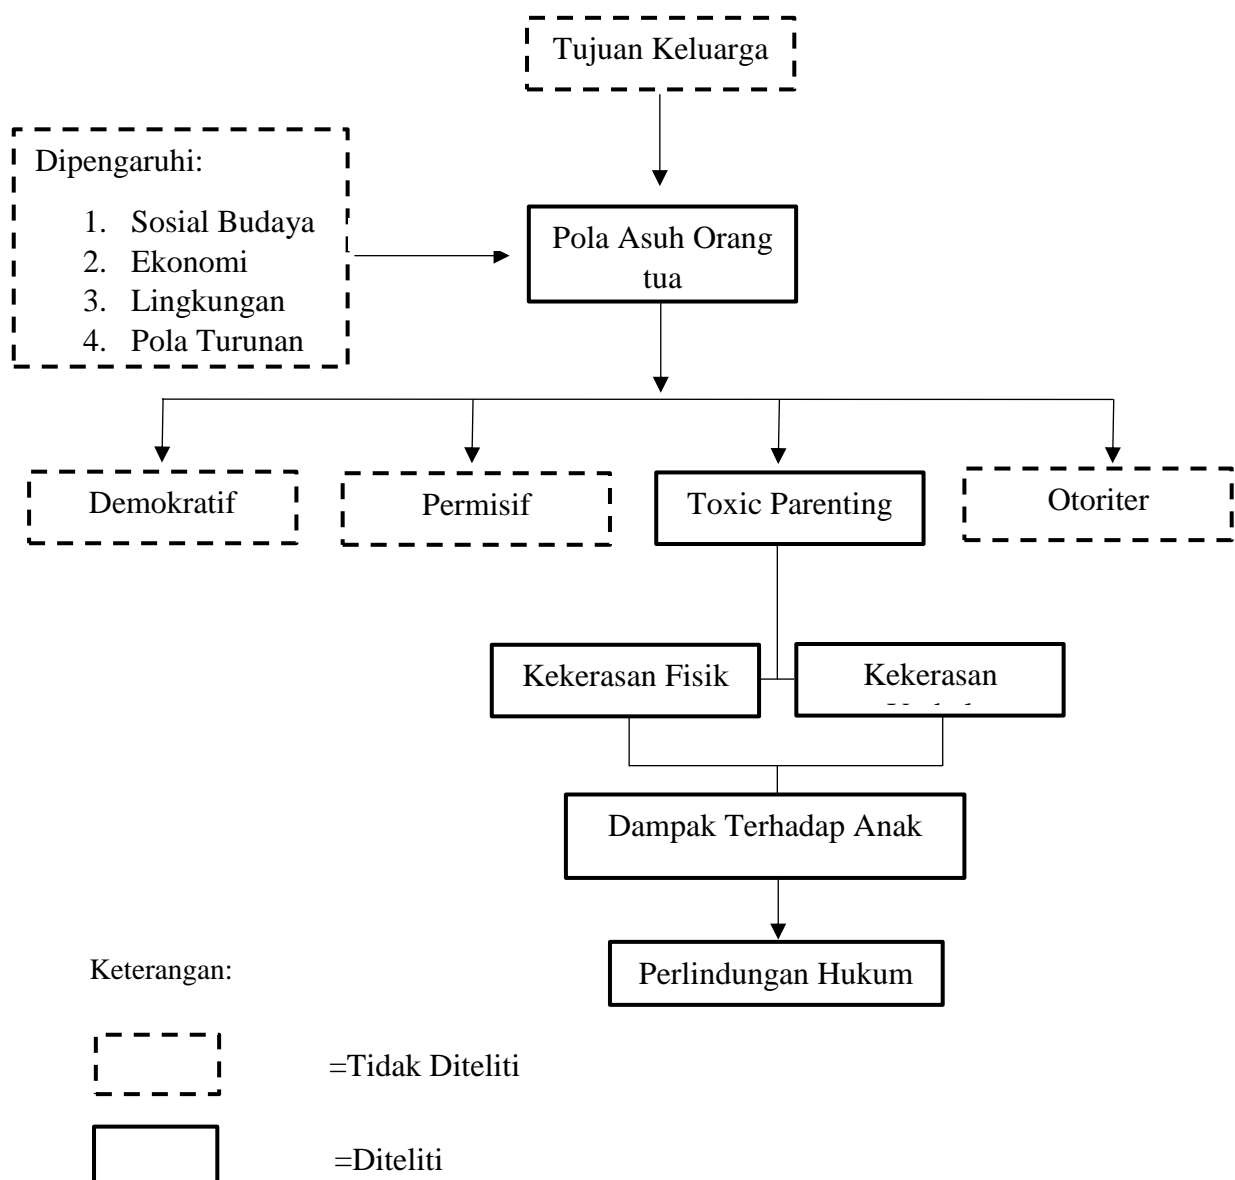 Tujuan Keluarga
Dipengaruhi:
1. Sosial Budaya
2. Ekonomi
3. Lingkungan
4. Pola Turunan
Pola Asuh Orang
tua
Demokratif
Permisif
Toxic Parenting
Otoriter
Kekerasan Fisik
Kekerasan
Dampak Terhadap Anak
Perlindungan Hukum
Keterangan:
=Tidak Diteliti
=Diteliti